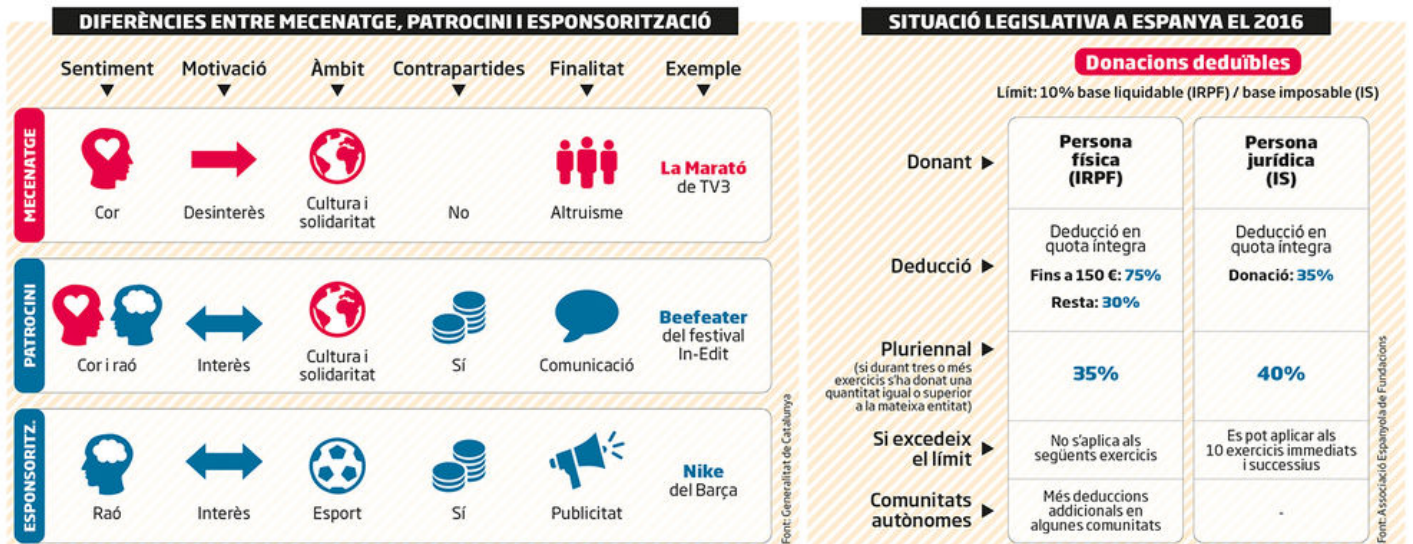 DIFERÈNCIES ENTRE MECENATGE, PATROCINI I ESPONSORITZACIÓ
Sentiment Motivació Àmbit Contrapartides Finalitat Exemple
MECENATGE
Cor
Desinterès
Cultura i
solidaritat
No
Altruisme
La Marató
de TV3
PATROCINI
Cor i raó
Interès
Cultura i
solidaritat
Sí
Comunicació
Beefeater
del festival
In-Edit
ESPONSORITZ.
Raó
Interès
Esport
Sí
Publicitat
Nike
del Barça
Font: Generalitat de Catalunya
SITUACIÓ LEGISLATIVA A ESPANYA EL 2016
Donacions deduïbles
Límit: 10% base liquidable (IRPF) / base imposable (IS)
Donant
Persona
física
(IRPF)
Persona
jurídica
(IS)
Deducció
Deducció en
quota íntegra
Fins a 150 €: 75%
Resta: 30%
Deducció en
quota íntegra
Donació: 35%
Pluriennal
(si durant tres o més
exercicis s'ha donat una
quantitat igual o superior
a la mateixa entitat)
35%
40%
Si excedeix
el límit
No s'aplica als
següents exercicis
Es pot aplicar als
10 exercicis immediats
i successius
Comunitats
autònomes
Més deduccions
addicionals en
algunes comunitats
-
Font: Associació Espanyola de Fundacions